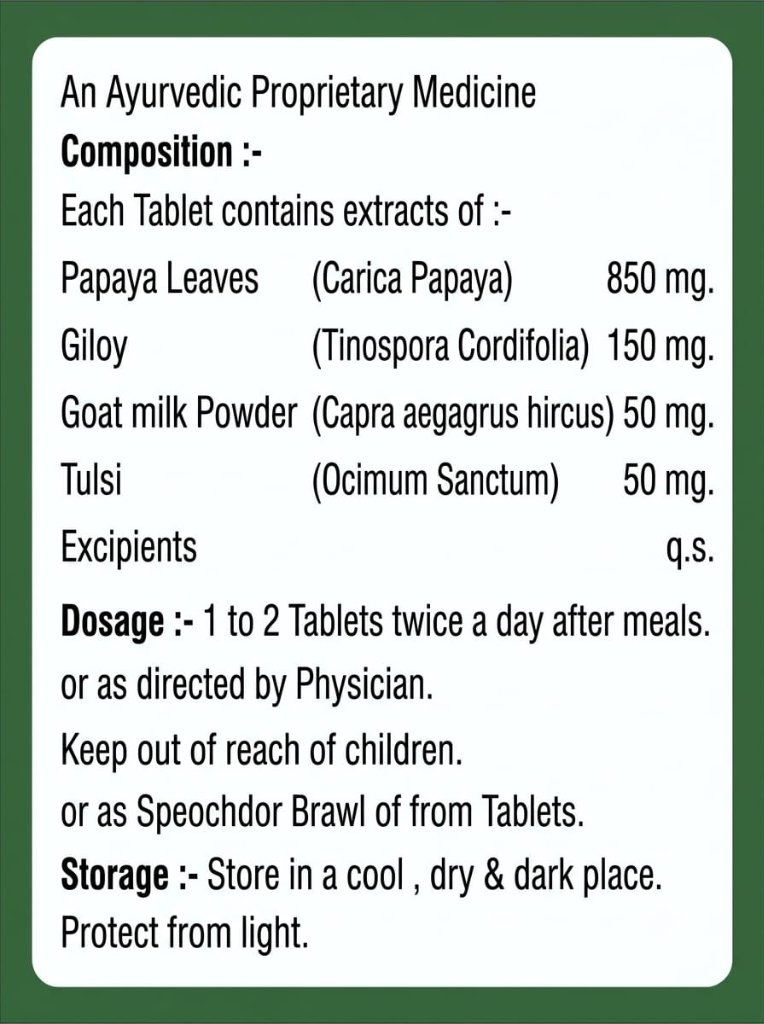 An Ayurvedic Proprietary Medicine
Composition :-
Each Tablet contains extracts of :-
Papaya Leaves (Carica Papaya) 850 mg.
Giloy (Tinospora Cordifolia) 150 mg.
Goat milk Powder (Capra aegagrus hircus) 50 mg.
Tulsi (Ocimum Sanctum) 50 mg.
Excipients q.s.
Dosage :- 1 to 2 Tablets twice a day after meals.
or as directed by Physician.
Keep out of reach of children.
or as Speochdor Brawl of from Tablets.
Storage :- Store in a cool , dry & dark place.
Protect from light.